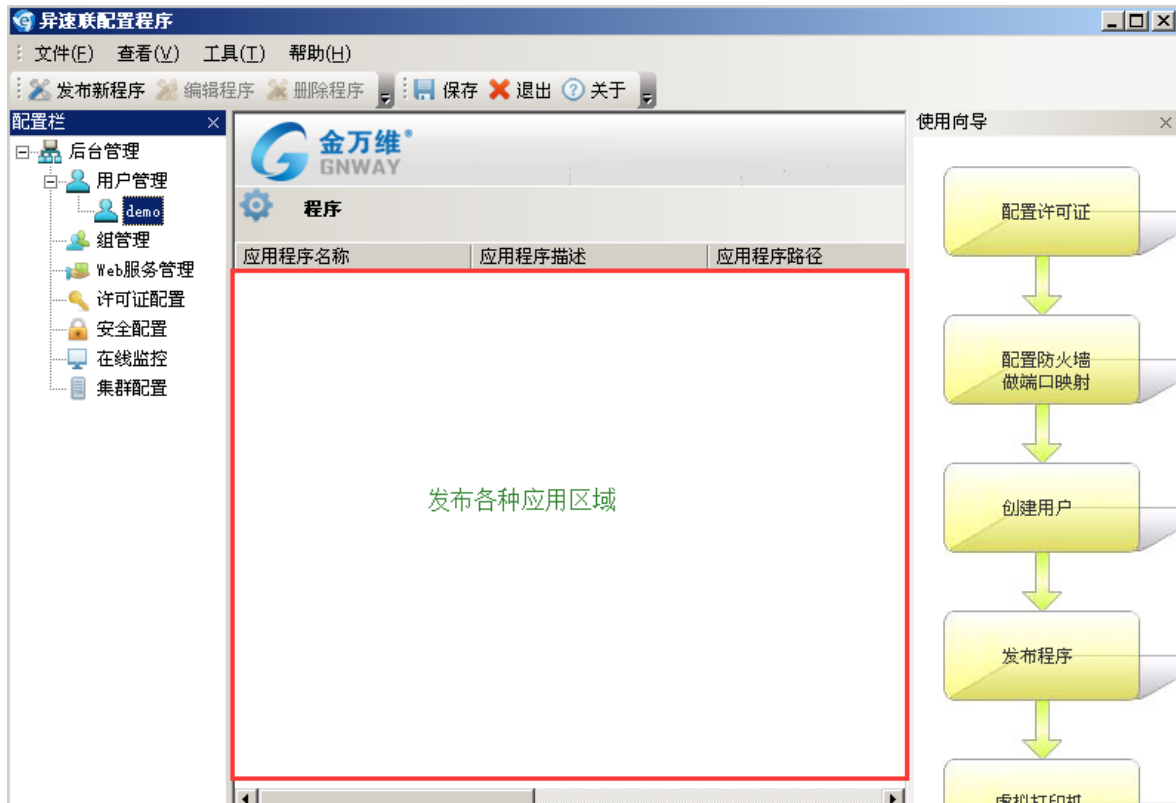 异速联配置程序
文件(F) 查看(V) 工具(T) 帮助(H)
发布新程序 编辑程序 删除程序 保存 退出 关于
配置栏
后台管理
用户管理
demo
组管理
Web服务管理
许可证配置
安全配置
在线监控
集群配置
金万维®
GNWAY
程序
应用程序名称 应用程序描述 应用程序路径
发布各种应用区域
使用向导
配置许可证
配置防火墙
做端口映射
创建用户
发布程序
虚拟打印机